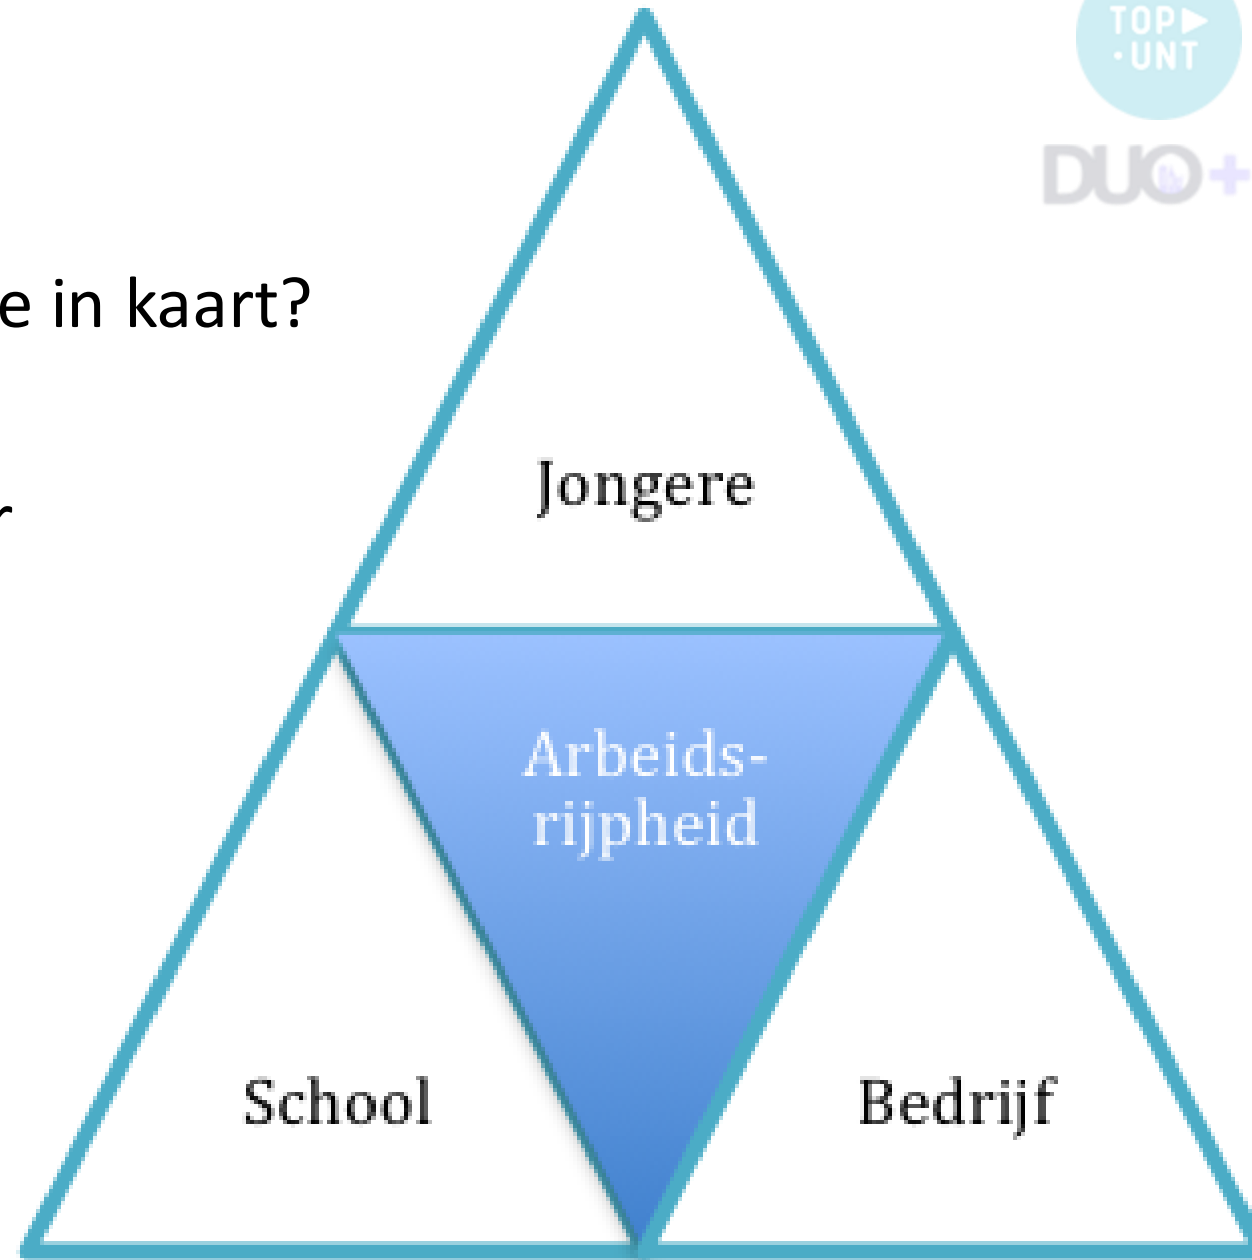 TOP
·UNT
DUO+
e in kaart?
r
Jongere
Arbeids-
rijpheid
School
Bedrijf